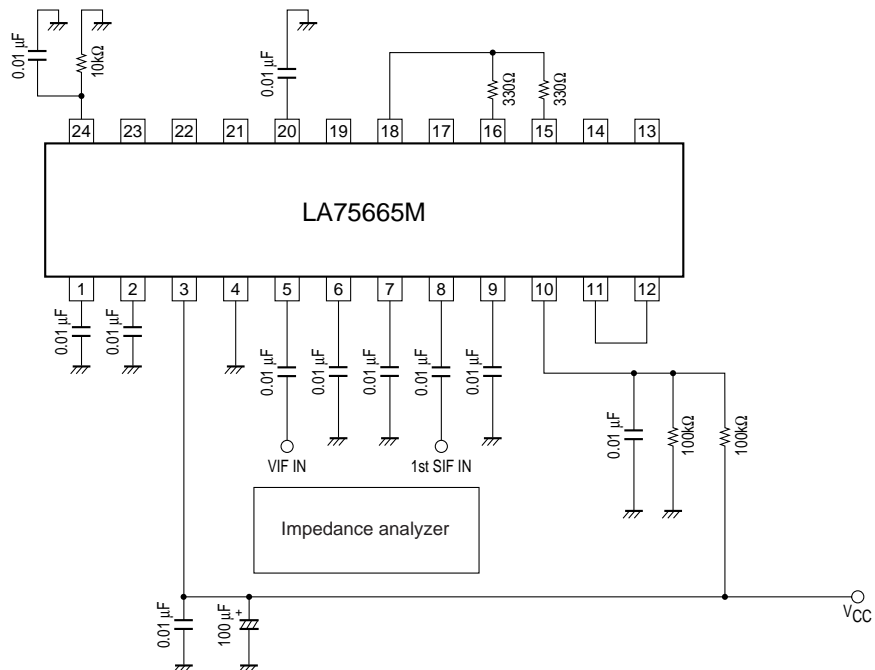 0.01 µF
10kΩ
0.01 µF
330Ω
330Ω
24 23 22 21 20 19 18 17 16 15 14 13
LA75665M
1 2 3 4 5 6 7 8 9 10 11 12
0.01 µF
0.01 µF
0.01 µF
0.01 µF
0.01 µF
0.01 µF
0.01 µF
0.01 µF
100kΩ
100kΩ
VIF IN
1st SIF IN
Impedance analyzer
0.01 µF
100 µF
+
VCC